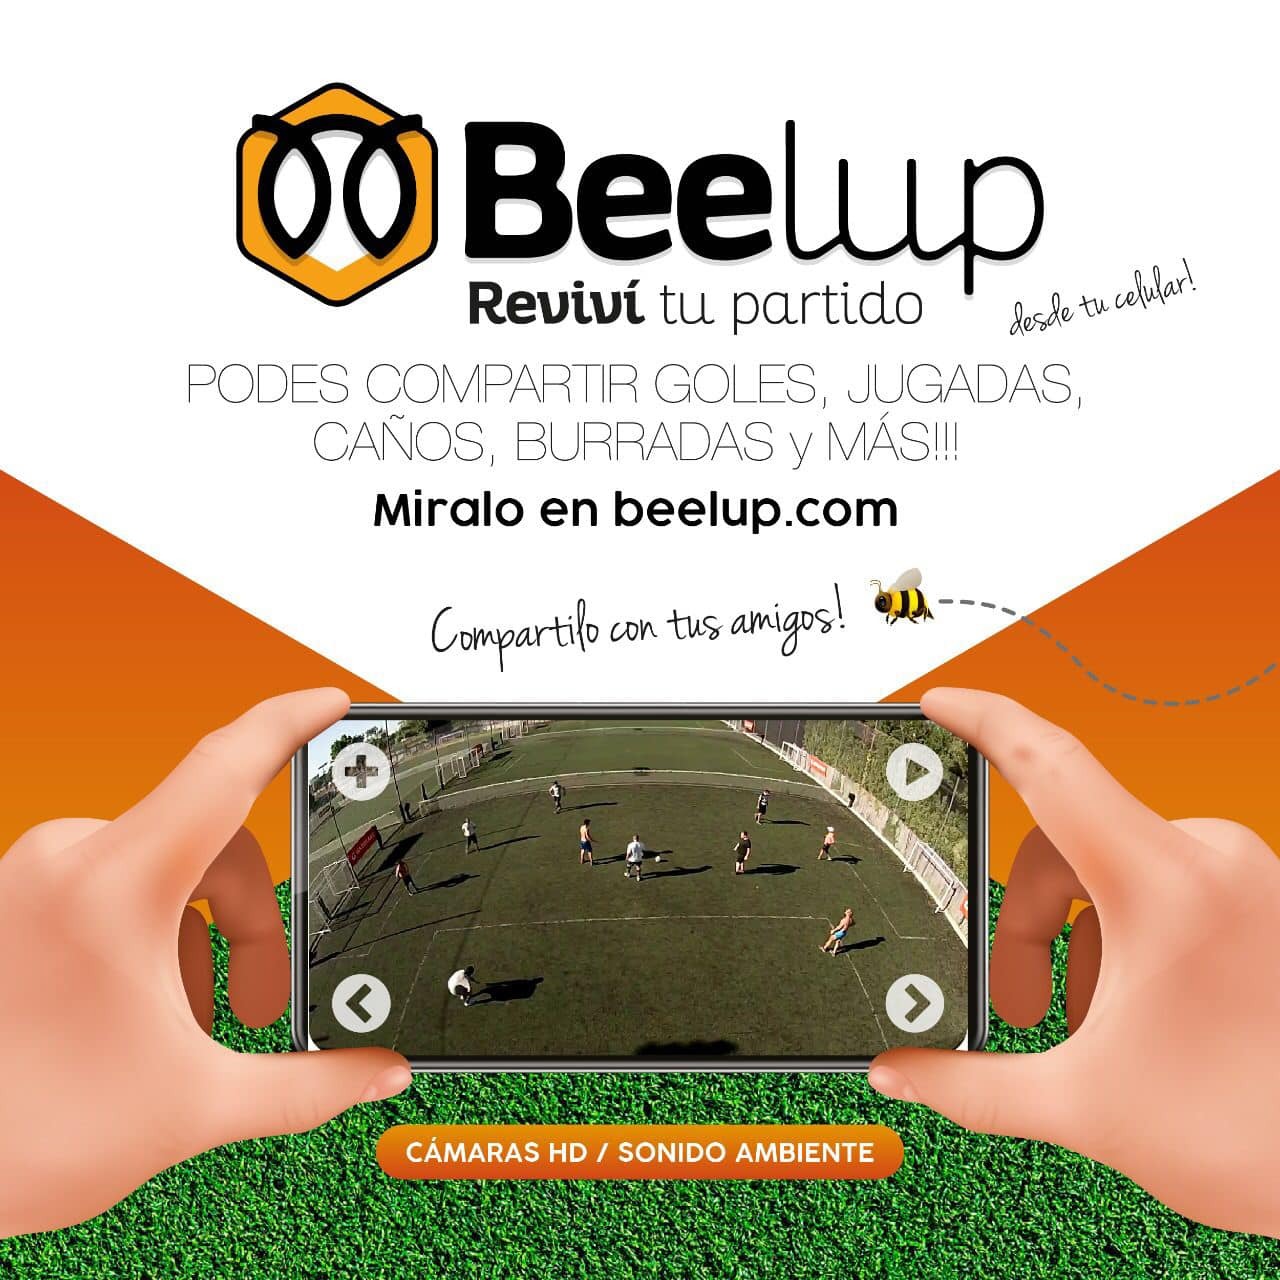 Beelup
Reviví tu partido
desde tu celular!
PODES COMPARTIR GOLES, JUGADAS,
CAÑOS, BURRADAS y MÁS!!!
Miralo en beelup.com
Compartilo con tus amigos!
CÁMARAS HD / SONIDO AMBIENTE